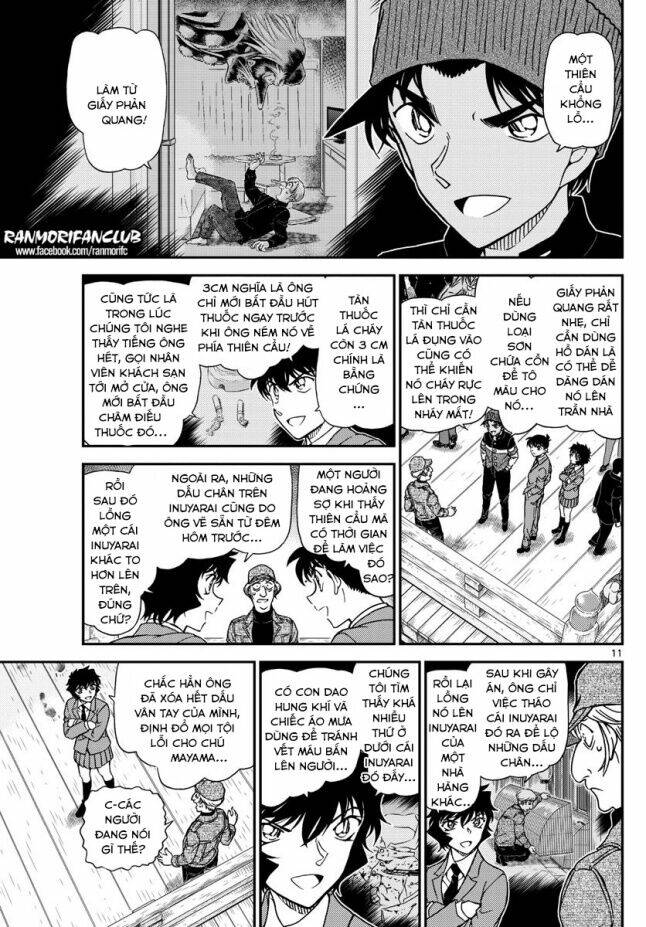 MỘT
THIÊN
CẨU
KHỔNG
LỒ...
LÀM TỪ
GIẤY PHẢN
QUANG!
RANMORIFANCLUB
www.facebook.com/ranmorifc
GIẤY PHẢN
QUANG RẤT
NHẸ, CHỈ
CẦN DÙNG
HỒ DÁN LÀ
CÓ THỂ DỄ
DÀNG DÁN
NÓ LÊN
TRẦN NHÀ
NẾU
DÙNG
LOẠI
SƠN
CHỨA CỒN
ĐỂ TÔ
MÀU CHO
NÓ...
THÌ CHỈ CẦN
TÀN THUỐC
LÁ ĐỤNG VÀO
CŨNG CÓ
THỂ KHIẾN
NÓ CHÁY RỰC
LÊN TRONG
NHÁY MẮT!
TÀN
THUỐC
LÁ CHÁY
CÒN 3 CM
CHÍNH LÀ
BẰNG
CHỨNG
...
3CM NGHĨA LÀ ÔNG
CHỈ MỚI BẮT ĐẦU HÚT
THUỐC NGAY TRƯỚC
KHI ÔNG NÉM NÓ VỀ
PHÍA THIÊN CẨU!
CŨNG TỨC LÀ
TRONG LÚC
CHÚNG TÔI NGHE
THẤY TIẾNG ÔNG
HÉT, GỌI NHÂN
VIÊN KHÁCH SẠN
TỚI MỞ CỬA, ÔNG
MỚI BẮT ĐẦU
CHÂM ĐIẾU
THUỐC ĐÓ...
MỘT NGƯỜI
ĐANG HOẢNG
SỢ KHI THẤY
THIÊN CẨU MÀ
CÓ THỜI GIAN
ĐỂ LÀM VIỆC
ĐÓ
SAO?
NGOÀI RA, NHỮNG
DẤU CHÂN TRÊN
INUYARAI CŨNG DO
ÔNG VẼ SẴN TỪ ĐÊM
HÔM TRƯỚC...
RỒI
SAU ĐÓ
LỒNG
MỘT CÁI
INUYARAI
KHÁC TO
HƠN LÊN
TRÊN,
ĐÚNG
CHỨ?
11
SAU KHI GÂY
ÁN, ÔNG CHỈ
VIỆC THÁO
CÁI INUYARAI
ĐÓ RA ĐỂ LỘ
NHỮNG DẤU
CHÂN...
RỒI LẠI
LỒNG NÓ LÊN
INUYARAI
CỦA MỘT
NHÀ
HÀNG
KHÁC...
CHÚNG
TÔI TÌM
THẤY KHÁ
NHIỀU THỨ
Ở DƯỚI CÁI
INUYARAI
ĐÓ ĐẤY...
CÓ CON DAO
HUNG KHÍ VÀ
CHIẾC ÁO MƯA
DÙNG ĐỂ TRÁNH
VẾT MÁU BẮN
LÊN NGƯỜI...
CHẮC HẲN ÔNG
ĐÃ XÓA HẾT DẤU
VÂN TAY CỦA MÌNH,
ĐỊNH ĐỔ MỌI TỘI
LỖI CHO CHÚ
MAYAMA...
C-CÁC
NGƯỜI
ĐANG NÓI
GÌ THẾ?